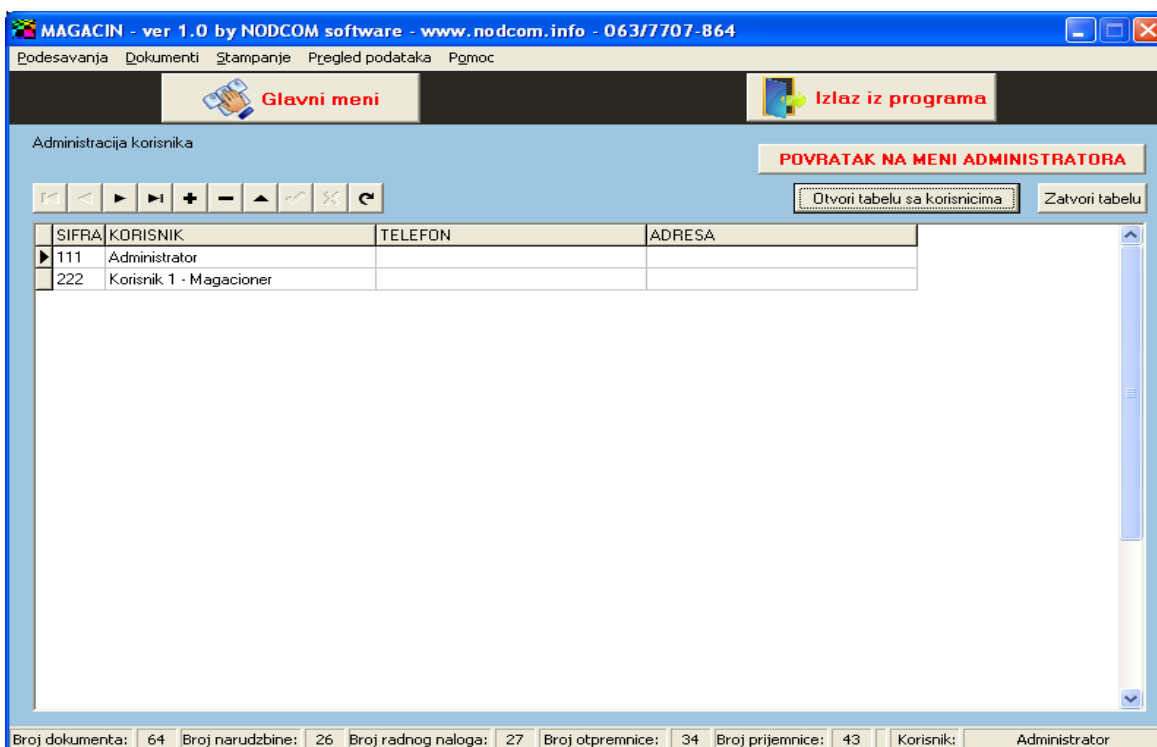 MAGACIN - ver 1.0 by NODCOM software - www.nodcom.info - 063/7707-864
Podesavanja Dokumenti Stampanje Pregled podataka Pomoc
Glavni meni Izlaz iz programa
Administracija korisnika
POVRATAK NA MENI ADMINISTRATORA
Otvori tabelu sa korisnicima Zatvori tabelu
SIFRA KORISNIK TELEFON ADRESA
111 Administrator
222 Korisnik 1 - Magacioner
Broj dokumenta: 64 Broj narudzbine: 26 Broj radnog naloga: 27 Broj otpremnice: 34 Broj prijemnice: 43 Korisnik: Administrator